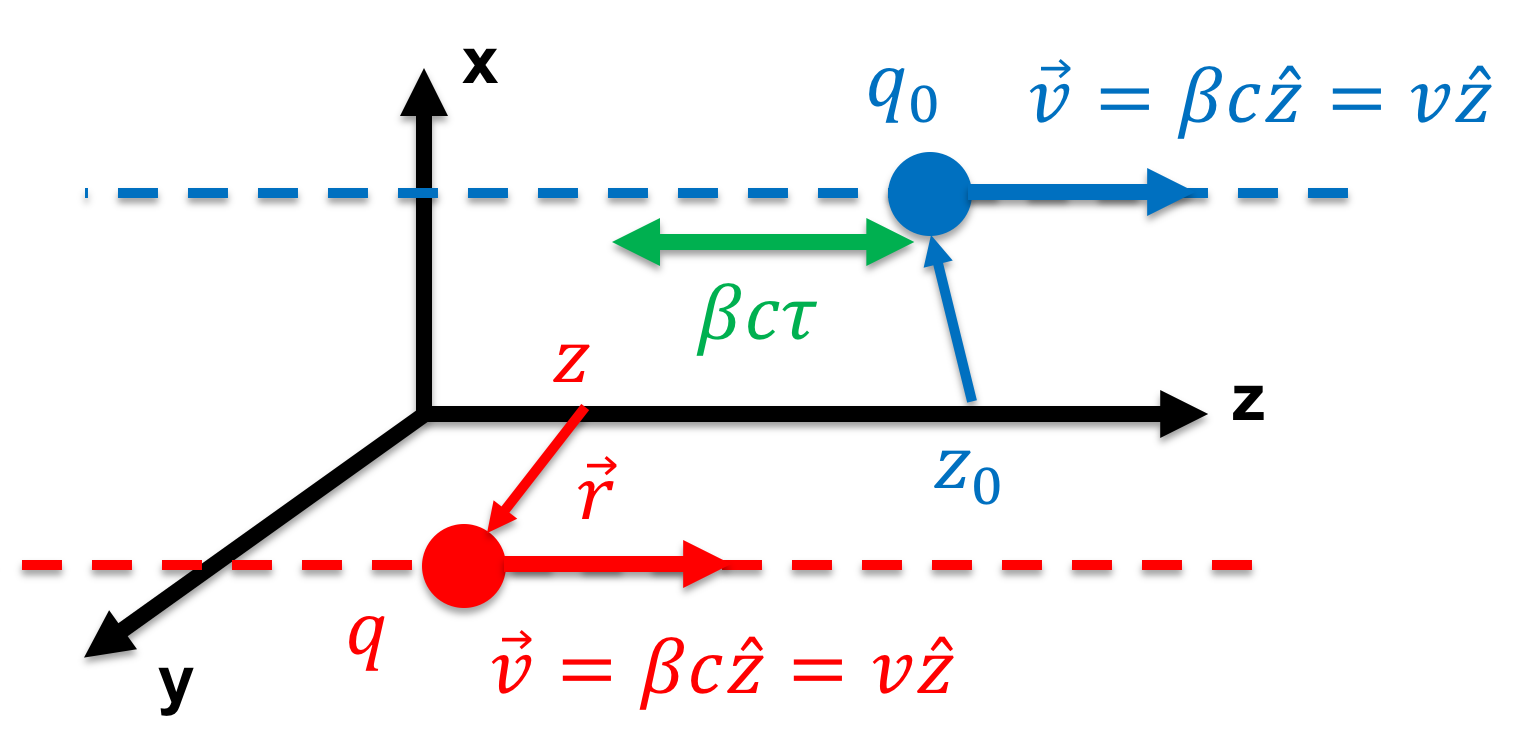 x
q₀ v⃗ = βcẑ = vẑ
βcτ
z
z
r⃗
z₀
q
v⃗ = βcẑ = vẑ
y